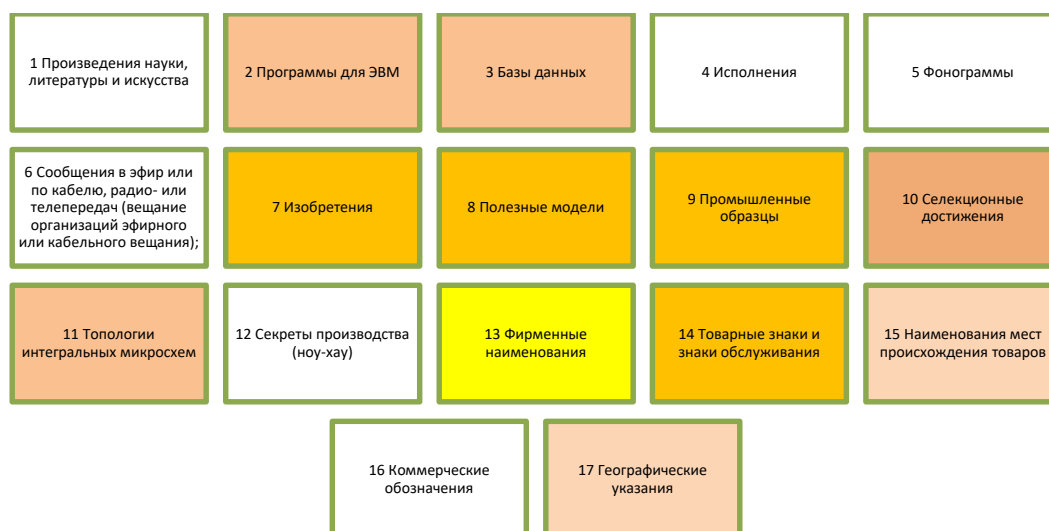 1 Произведения науки,
литературы и искусства
2 Программы для ЭВМ
3 Базы данных
4 Исполнения
5 Фонограммы
6 Сообщения в эфир или
по кабелю, радио- или
телепередач (вещание
организаций эфирного
или кабельного вещания);
7 Изобретения
8 Полезные модели
9 Промышленные
образцы
10 Селекционные
достижения
11 Топологии
интегральных микросхем
12 Секреты производства
(ноу-хау)
13 Фирменные
наименования
14 Товарные знаки и
знаки обслуживания
15 Наименования мест
происхождения товаров
16 Коммерческие
обозначения
17 Географические
указания